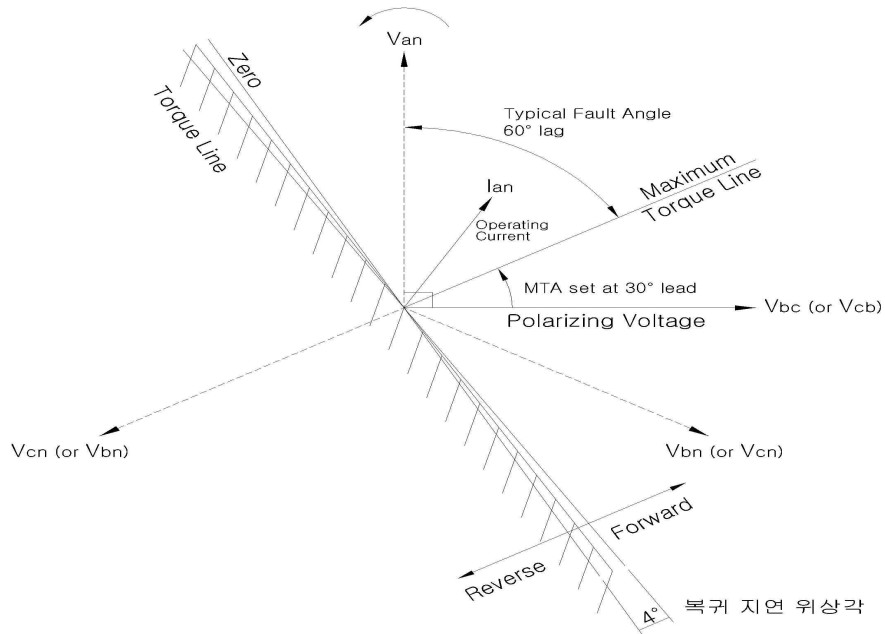 Van
Zero
Torque Line
Typical Fault Angle
60° lag
Maximum
Torque Line
Ian
Operating
Current
MTA set at 30° lead
Polarizing Voltage
Vbc (or Vcb)
Vcn (or Vbn)
Vbn (or Vcn)
Forward
Reverse
4°
복귀 지연 위상각